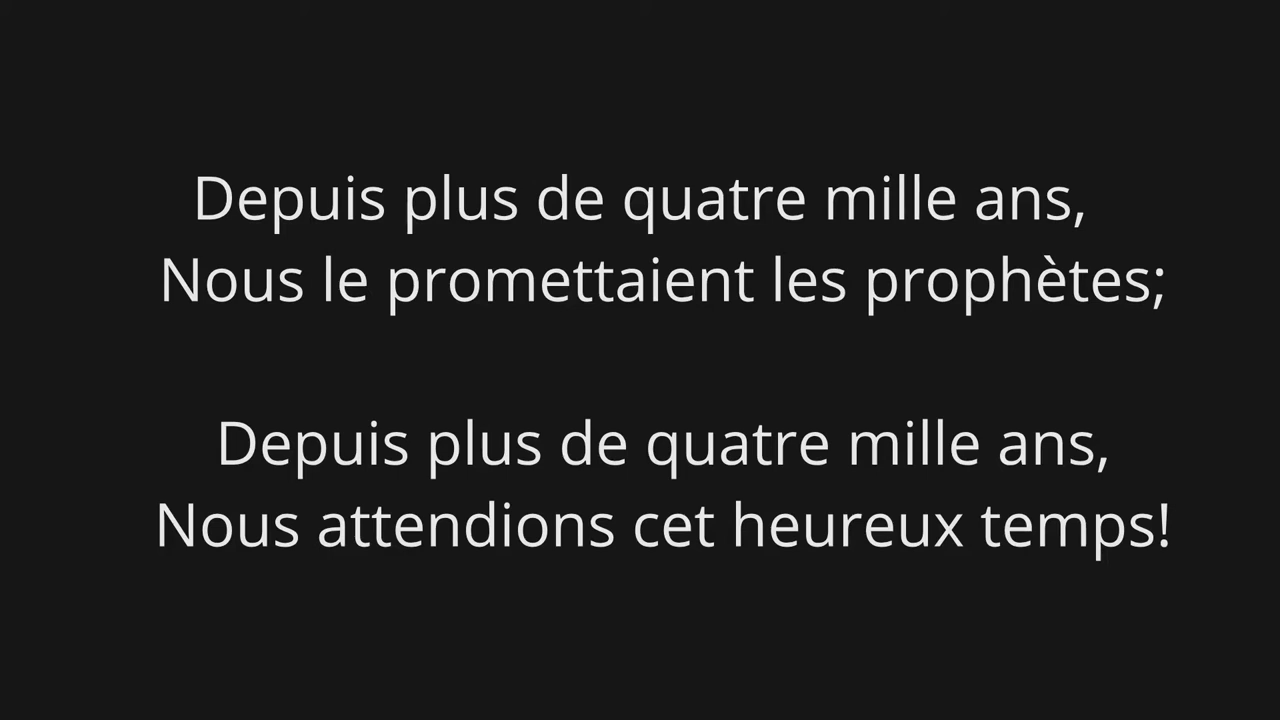 Depuis plus de quatre mille ans,
Nous le promettaient les prophètes;
Depuis plus de quatre mille ans,
Nous attendions cet heureux temps!